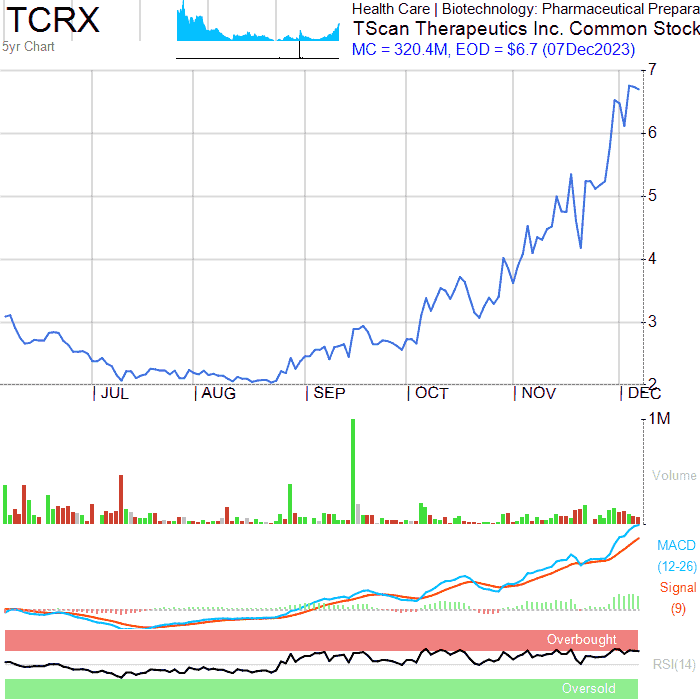 TCRX
5yr Chart
Health Care | Biotechnology: Pharmaceutical Prepara
TScan Therapeutics Inc. Common Stock
MC = 320.4M, EOD = $6.7 (07Dec2023)
7
6
5
4
3
2
JUL AUG SEP OCT NOV DEC
1M
Volume
MACD
(12-26)
Signal
(9)
Overbought
RSI(14)
Oversold